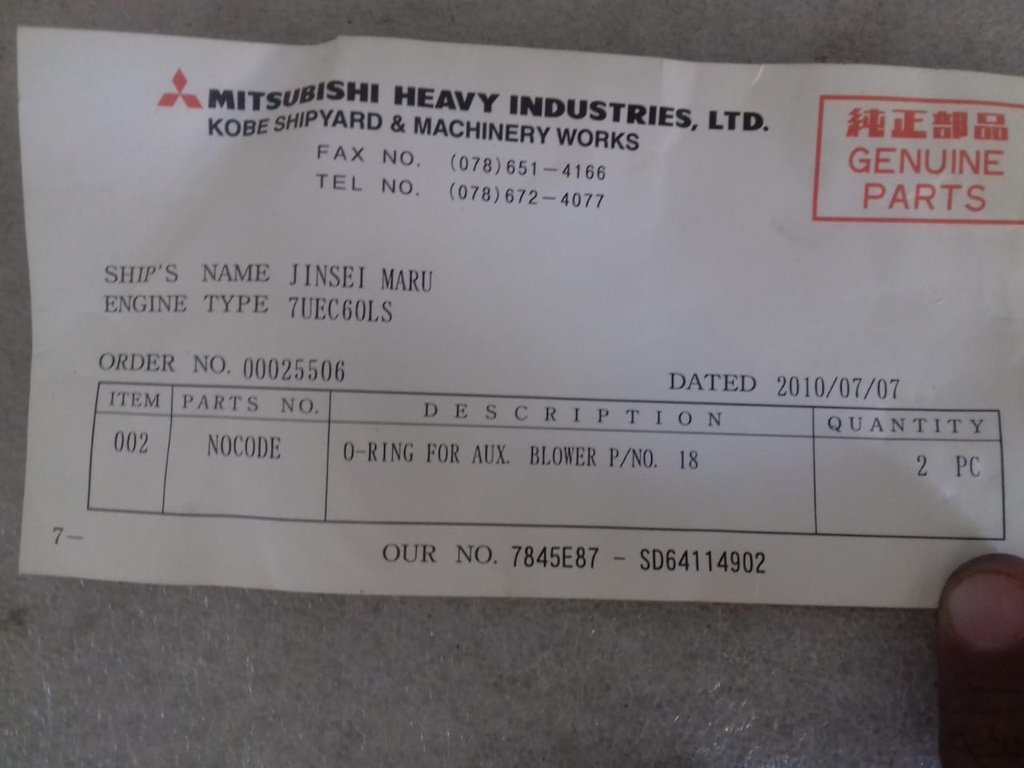 MITSUBISHI HEAVY INDUSTRIES, LTD.
KOBE SHIPYARD & MACHINERY WORKS
FAX NO. (078)651-4166
TEL NO. (078)672-4077
純正部品
GENUINE
PARTS
SHIP'S NAME JINSEI MARU
ENGINE TYPE 7UEC60LS
ORDER NO. 00025506
DATED 2010/07/07
ITEM PARTS NO. DESCRIPTION QUANTITY
002 NOCODE O-RING FOR AUX. BLOWER P/NO. 18 2 PC
7-
OUR NO. 7845E87 - SD64114902